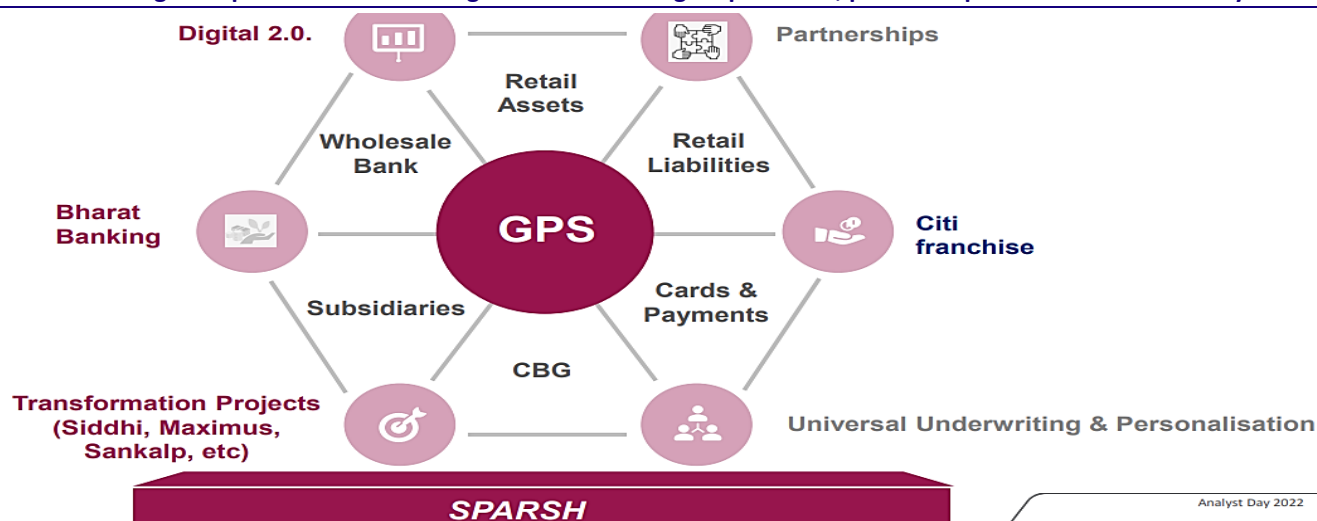 Digital 2.0.
Partnerships
Retail
Assets
Wholesale
Bank
Retail
Liabilities
Bharat
Banking
GPS
Citi
franchise
Subsidiaries
Cards &
Payments
CBG
Transformation Projects
(Siddhi, Maximus,
Sankalp, etc)
Universal Underwriting & Personalisation
SPARSH
Analyst Day 2022